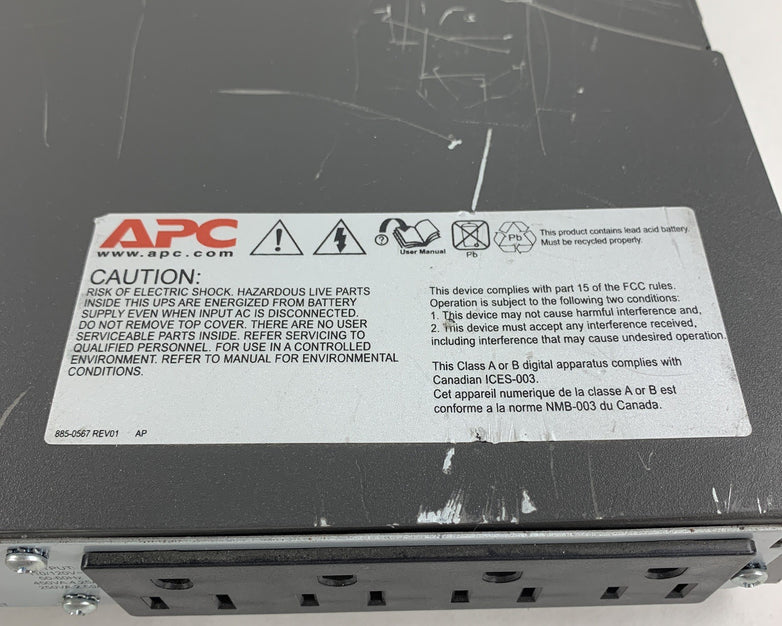 APC
www.apc.com
User Manual
Pb
Pb
This product contains lead acid battery.
Must be recycled properly.
CAUTION:
RISK OF ELECTRIC SHOCK. HAZARDOUS LIVE PARTS
INSIDE THIS UPS ARE ENERGIZED FROM BATTERY
SUPPLY EVEN WHEN INPUT AC IS DISCONNECTED.
DO NOT REMOVE TOP COVER. THERE ARE NO USER
SERVICEABLE PARTS INSIDE. REFER SERVICING TO
QUALIFIED PERSONNEL. FOR USE IN A CONTROLLED
ENVIRONMENT. REFER TO MANUAL FOR ENVIRONMENTAL
CONDITIONS.
885-0567 REV01 AP
This device complies with part 15 of the FCC rules.
Operation is subject to the following two conditions:
1. This device may not cause harmful interference and,
2. This device must accept any interference received,
including interference that may cause undesired operation.
This Class A or B digital apparatus complies with
Canadian ICES-003.
Cet appareil numerique de la classe A or B est
conforme a la norme NMB-003 du Canada.